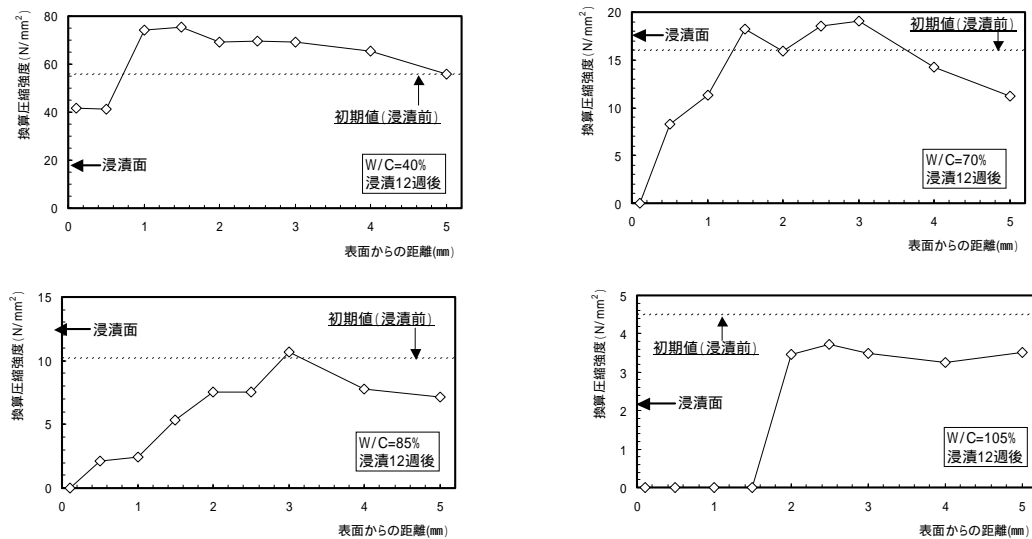 換算圧縮強度(N/mm²)
80
60
40
20
0
浸漬面
初期値(浸漬前)
W/C=40%
浸漬12週後
0 1 2 3 4 5
表面からの距離(㎜)
換算圧縮強度(N/mm²)
20
15
10
5
0
浸漬面
初期値(浸漬前)
W/C=70%
浸漬12週後
0 1 2 3 4 5
表面からの距離(㎜)
換算圧縮強度(N/mm²)
15
10
5
0
浸漬面
初期値(浸漬前)
W/C=85%
浸漬12週後
0 1 2 3 4 5
表面からの距離(㎜)
換算圧縮強度(N/mm²)
5
4
3
2
1
0
初期値(浸漬前)
浸漬面
W/C=105%
浸漬12週後
0 1 2 3 4 5
表面からの距離(㎜)